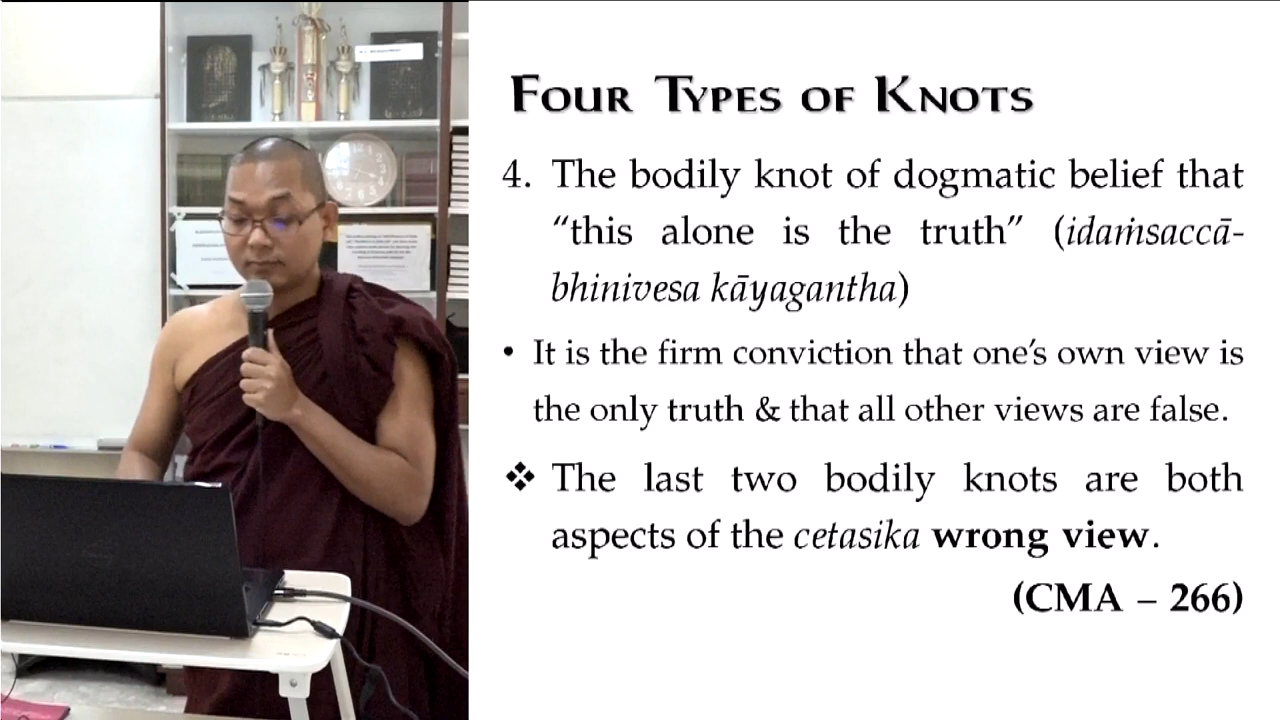 Four Types of Knots
4. The bodily knot of dogmatic belief that
“this alone is the truth” (idaṁsaccā-
bhinivesa kāyagantha)
• It is the firm conviction that one’s own view is
the only truth & that all other views are false.
❖ The last two bodily knots are both
aspects of the cetasika wrong view.
(CMA – 266)